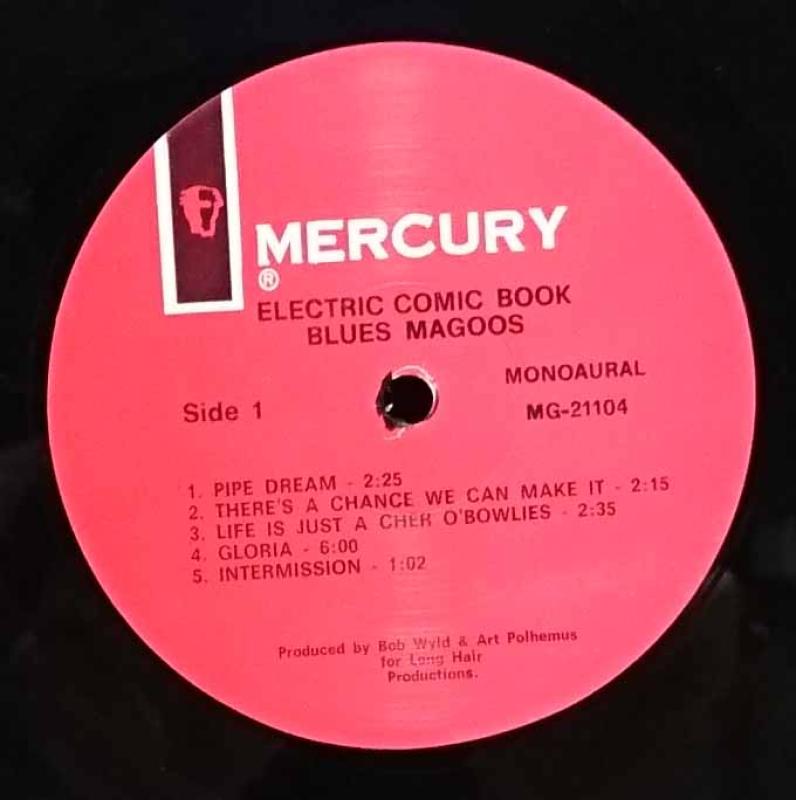 MERCURY
®
ELECTRIC COMIC BOOK
BLUES MAGOOS
MONOAURAL
Side 1
MG-21104
1. PIPE DREAM - 2:25
2. THERE'S A CHANCE WE CAN MAKE IT - 2:15
3. LIFE IS JUST A CHER O'BOWLIES - 2:35
4. GLORIA - 6:00
5. INTERMISSION - 1:02
Produced by Bob Wyld & Art Polhemus
for Long Hair
Productions.